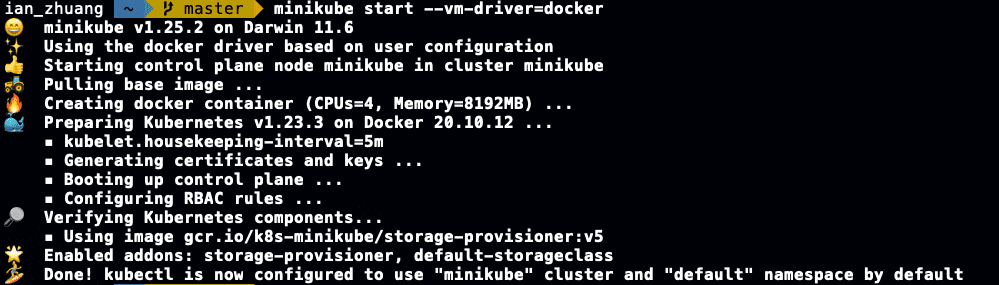 ian_zhuang ~ master minikube start --vm-driver=docker
😄 minikube v1.25.2 on Darwin 11.6
✨ Using the docker driver based on user configuration
👍 Starting control plane node minikube in cluster minikube
🚜 Pulling base image ...
🔥 Creating docker container (CPUs=4, Memory=8192MB) ...
🐳 Preparing Kubernetes v1.23.3 on Docker 20.10.12 ...
▪ kubelet.housekeeping-interval=5m
▪ Generating certificates and keys ...
▪ Booting up control plane ...
▪ Configuring RBAC rules ...
🔎 Verifying Kubernetes components...
▪ Using image gcr.io/k8s-minikube/storage-provisioner:v5
🌟 Enabled addons: storage-provisioner, default-storageclass
🏄 Done! kubectl is now configured to use "minikube" cluster and "default" namespace by default